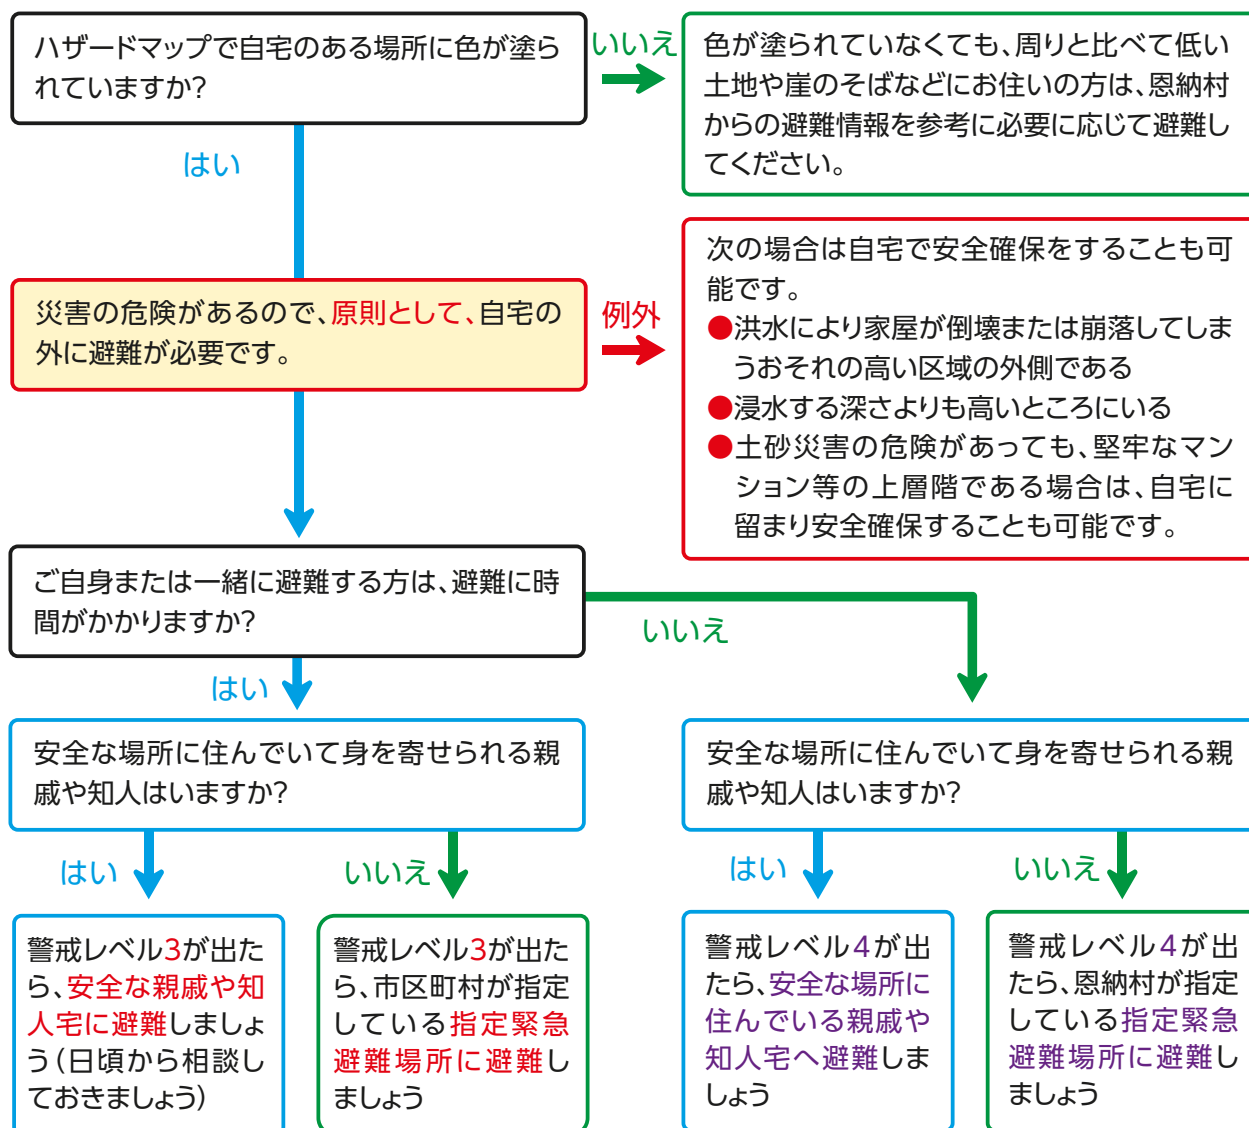 ハザードマップで自宅のある場所に色が塗ら
れていますか?
いいえ
色が塗られていなくても、周りと比べて低い
土地や崖のそばなどにお住いの方は、恩納村
からの避難情報を参考に必要に応じて避難し
てください。
はい
災害の危険があるので、原則として、自宅の
外に避難が必要です。
例外
次の場合は自宅で安全確保をすることも可
能です。
●洪水により家屋が倒壊または崩落してしま
うおそれの高い区域の外側である
●浸水する深さよりも高いところにいる
●土砂災害の危険があっても、堅牢なマン
ション等の上層階である場合は、自宅に
留まり安全確保することも可能です。
ご自身または一緒に避難する方は、避難に時
間がかかりますか?
いいえ
はい
安全な場所に住んでいて身を寄せられる親
戚や知人はいますか?
はい
いいえ
警戒レベル3が出た
ら、安全な親戚や知
人宅に避難しましょ
う(日頃から相談し
ておきましょう)
警戒レベル3が出た
ら、市区町村が指定
している指定緊急
避難場所に避難し
ましょう
安全な場所に住んでいて身を寄せられる親
戚や知人はいますか?
はい
いいえ
警戒レベル4が出
たら、安全な場所に
住んでいる親戚や
知人宅へ避難しま
しょう
警戒レベル4が出
たら、恩納村が指定
している指定緊急
避難場所に避難し
ましょう